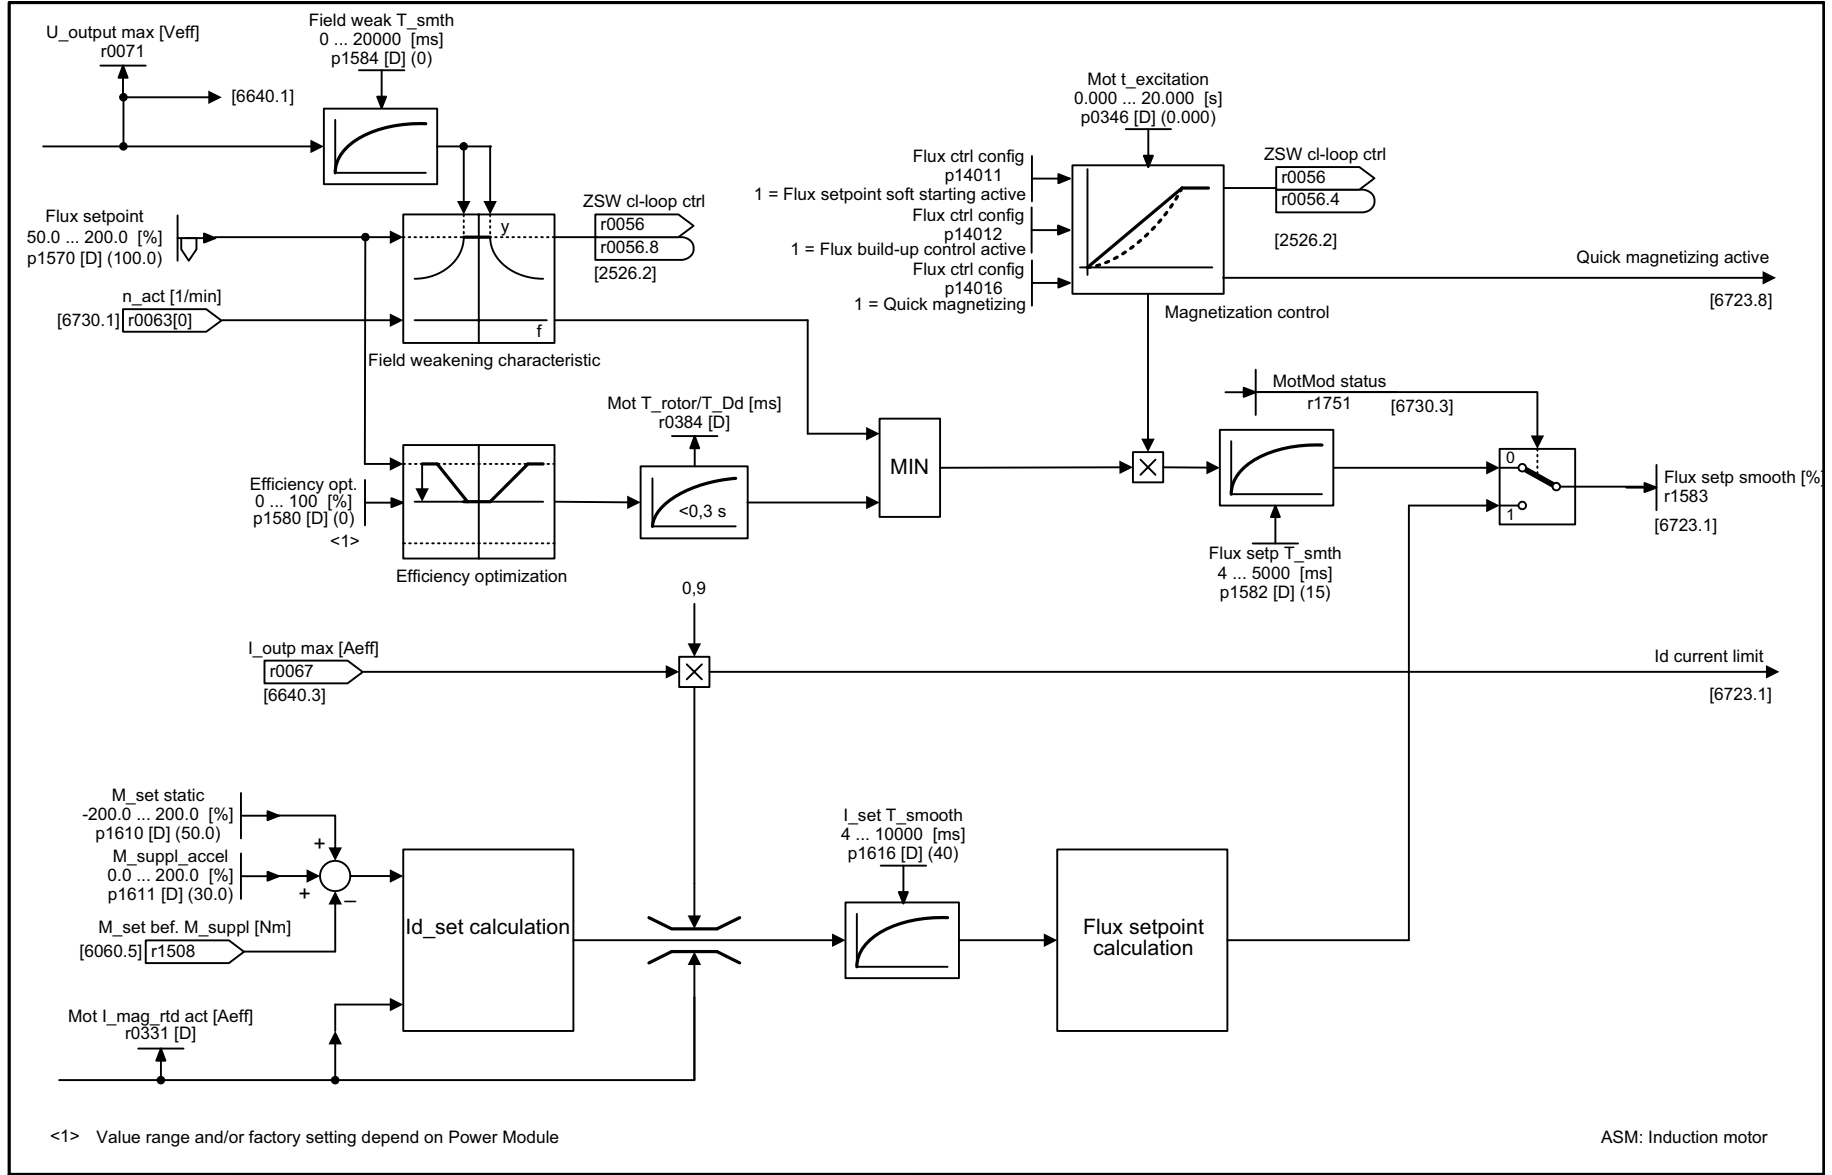 U_output max [Veff]
r0071
[6640.1]
Field weak T_smth
0 ... 20000 [ms]
p1584 [D] (0)
Flux setpoint
50.0 ... 200.0 [%]
p1570 [D] (100.0)
n_act [1/min]
[6730.1] r0063[0]
y
f
Field weakening characteristic
ZSW cl-loop ctrl
r0056
r0056.8
[2526.2]
Mot t_excitation
0.000 ... 20.000 [s]
p0346 [D] (0.000)
Flux ctrl config
p14011
1 = Flux setpoint soft starting active
Flux ctrl config
p14012
1 = Flux build-up control active
Flux ctrl config
p14016
1 = Quick magnetizing
Magnetization control
ZSW cl-loop ctrl
r0056
r0056.4
[2526.2]
Quick magnetizing active
[6723.8]
Efficiency opt.
0 ... 100 [%]
p1580 [D] (0)
<1>
Efficiency optimization
Mot T_rotor/T_Dd [ms]
r0384 [D]
<0,3 s
MIN
MotMod status
r1751 [6730.3]
Flux setp T_smth
4 ... 5000 [ms]
p1582 [D] (15)
0
1
Flux setp smooth [%]
r1583
[6723.1]
0,9
I_outp max [Aeff]
r0067
[6640.3]
Id current limit
[6723.1]
M_set static
-200.0 ... 200.0 [%]
p1610 [D] (50.0)
+
M_suppl_accel
0.0 ... 200.0 [%]
p1611 [D] (30.0)
+
–
M_set bef. M_suppl [Nm]
[6060.5] r1508
Id_set calculation
Mot I_mag_rtd act [Aeff]
r0331 [D]
I_set T_smooth
4 ... 10000 [ms]
p1616 [D] (40)
Flux setpoint
calculation
<1> Value range and/or factory setting depend on Power Module
ASM: Induction motor